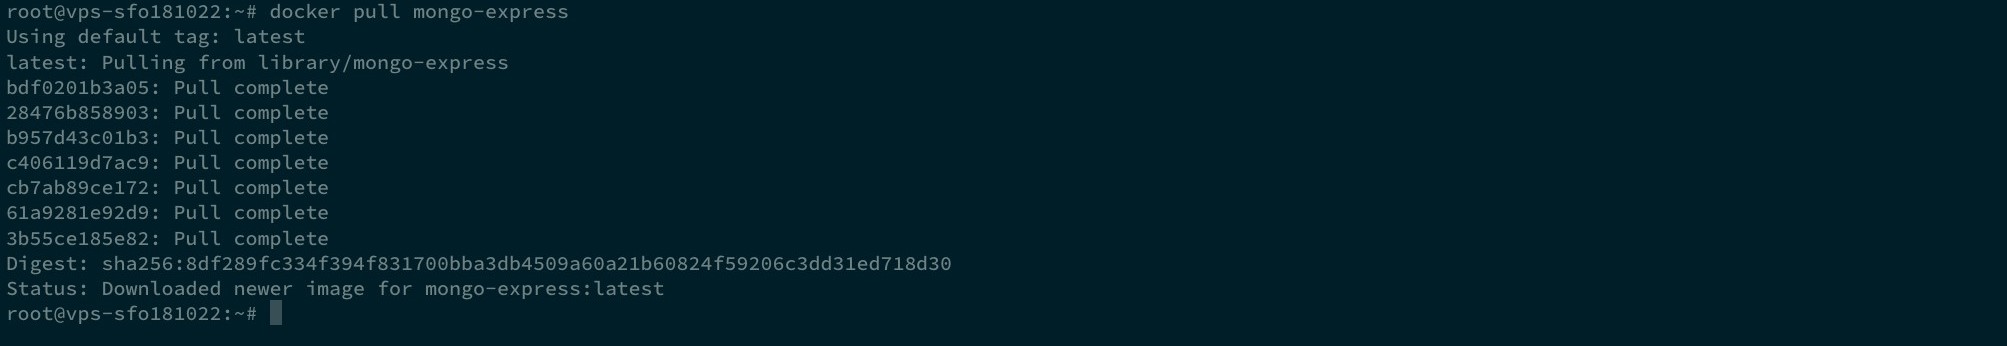 root@vps-sfo181022:~# docker pull mongo-express
Using default tag: latest
latest: Pulling from library/mongo-express
bdf0201b3a05: Pull complete
28476b858903: Pull complete
b957d43c01b3: Pull complete
c406119d7ac9: Pull complete
cb7ab89ce172: Pull complete
61a9281e92d9: Pull complete
3b55ce185e82: Pull complete
Digest: sha256:8df289fc334f394f831700bba3db4509a60a21b60824f59206c3dd31ed718d30
Status: Downloaded newer image for mongo-express:latest
root@vps-sfo181022:~#